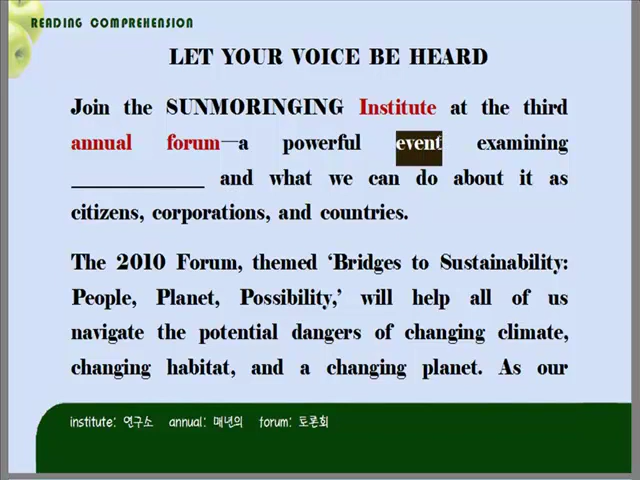 READING COMPREHENSION
LET YOUR VOICE BE HEARD
Join the SUNMORINGING Institute at the third
annual forum—a powerful event examining
____________ and what we can do about it as
citizens, corporations, and countries.
The 2010 Forum, themed ‘Bridges to Sustainability:
People, Planet, Possibility,’ will help all of us
navigate the potential dangers of changing climate,
changing habitat, and a changing planet. As our
institute: 연구소 annual: 매년의 forum: 토론회